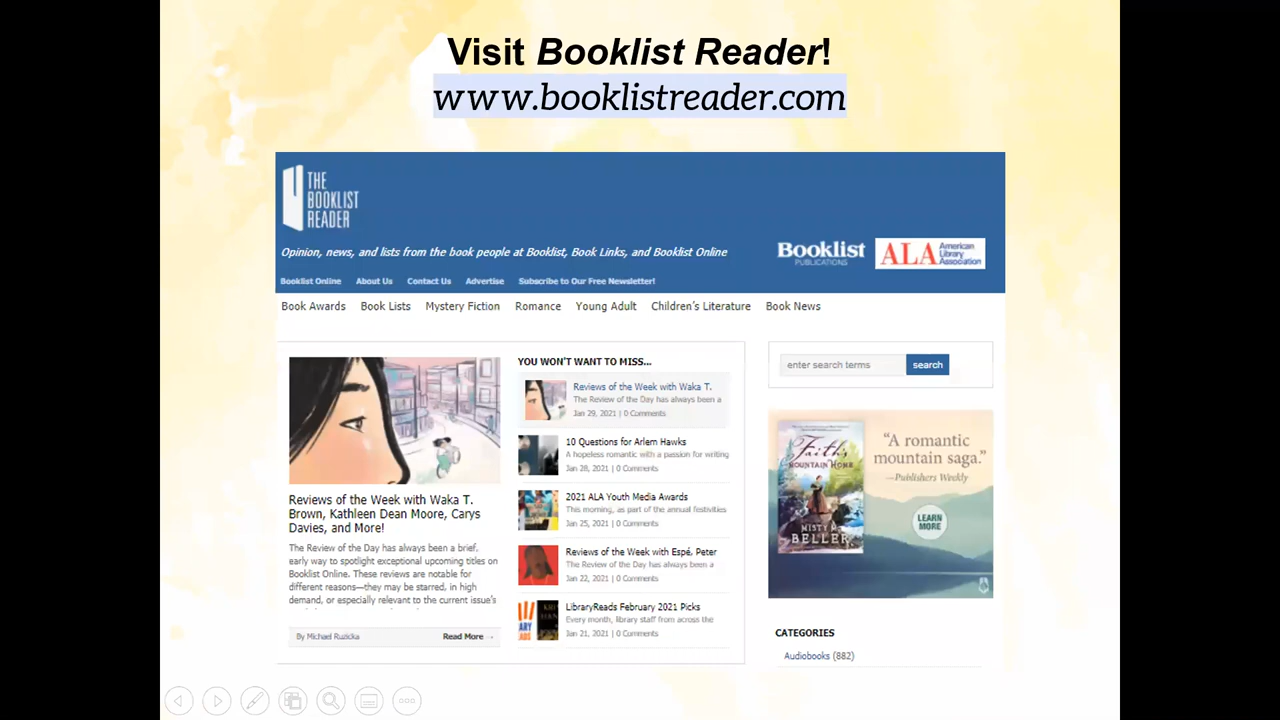 Visit Booklist Reader!
www.booklistreader.com
THE
BOOKLIST
READER
Opinion, news, and lists from the book people at Booklist, Book Links, and Booklist Online
Booklist PUBLICATIONS
ALA American Library Association
Booklist Online About Us Contact Us Advertise Subscribe to Our Free Newsletter!
Book Awards Book Lists Mystery Fiction Romance Young Adult Children's Literature Book News
Reviews of the Week with Waka T.
Brown, Kathleen Dean Moore, Carys
Davies, and More!
The Review of the Day has always been a brief,
early way to spotlight exceptional upcoming titles on
Booklist Online. These reviews are notable for
different reasons—they may be starred, in high
demand, or especially relevant to the current issue's
By Michael Ruzicka Read More →
YOU WON'T WANT TO MISS...
Reviews of the Week with Waka T.
The Review of the Day has always been a
Jan 29, 2021 | 0 Comments
10 Questions for Arlem Hawks
A hopeless romantic with a passion for writing
Jan 28, 2021 | 0 Comments
2021 ALA Youth Media Awards
This morning, as part of the annual festivities
Jan 25, 2021 | 0 Comments
Reviews of the Week with Espé, Peter
The Review of the Day has always been a
Jan 22, 2021 | 0 Comments
LibraryReads February 2021 Picks
Every month, library staff from across the
Jan 21, 2021 | 0 Comments
enter search terms search
Faith's
MOUNTAIN HOME
MISTY M.
BELLER
"A romantic
mountain saga."
—Publishers Weekly
LEARN
MORE
CATEGORIES
Audiobooks (882)